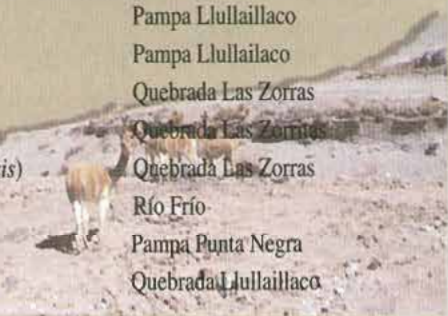 Pampa Llullaillaco
Pampa Llullailaco
Quebrada Las Zorras
Quebrada Las Zorritas
is) Quebrada Las Zorras
Río Frío
Pampa Punta Negra
Quebrada Llullaillaco